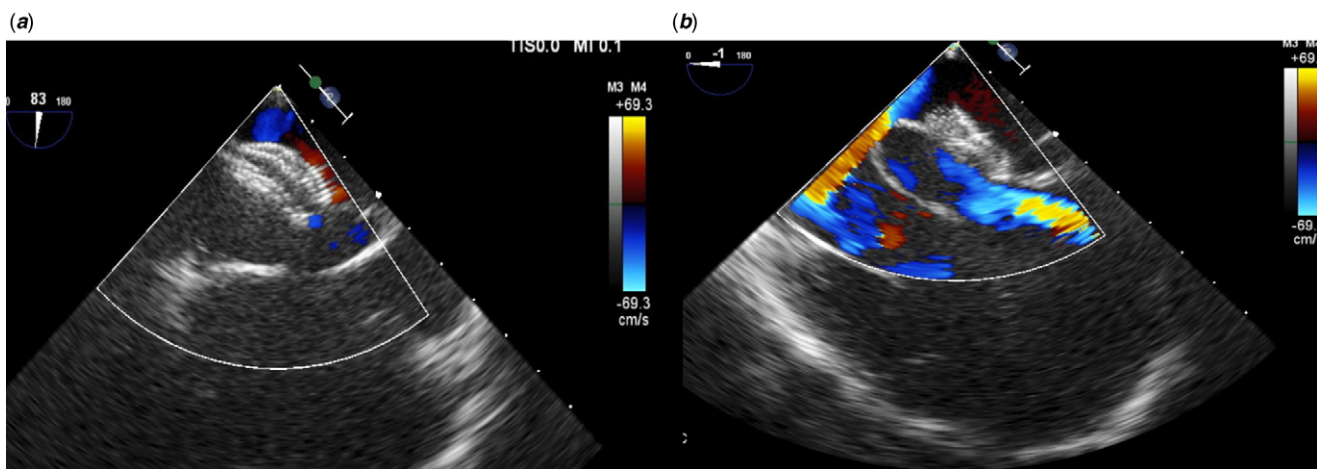 (a)
TIS0.0 MI 0.1
83
0 180
P
M3 M4
+69.3
-69.3
cm/s
(b)
-1
0 180
P
M3 M4
+69.
-69.
cm/s